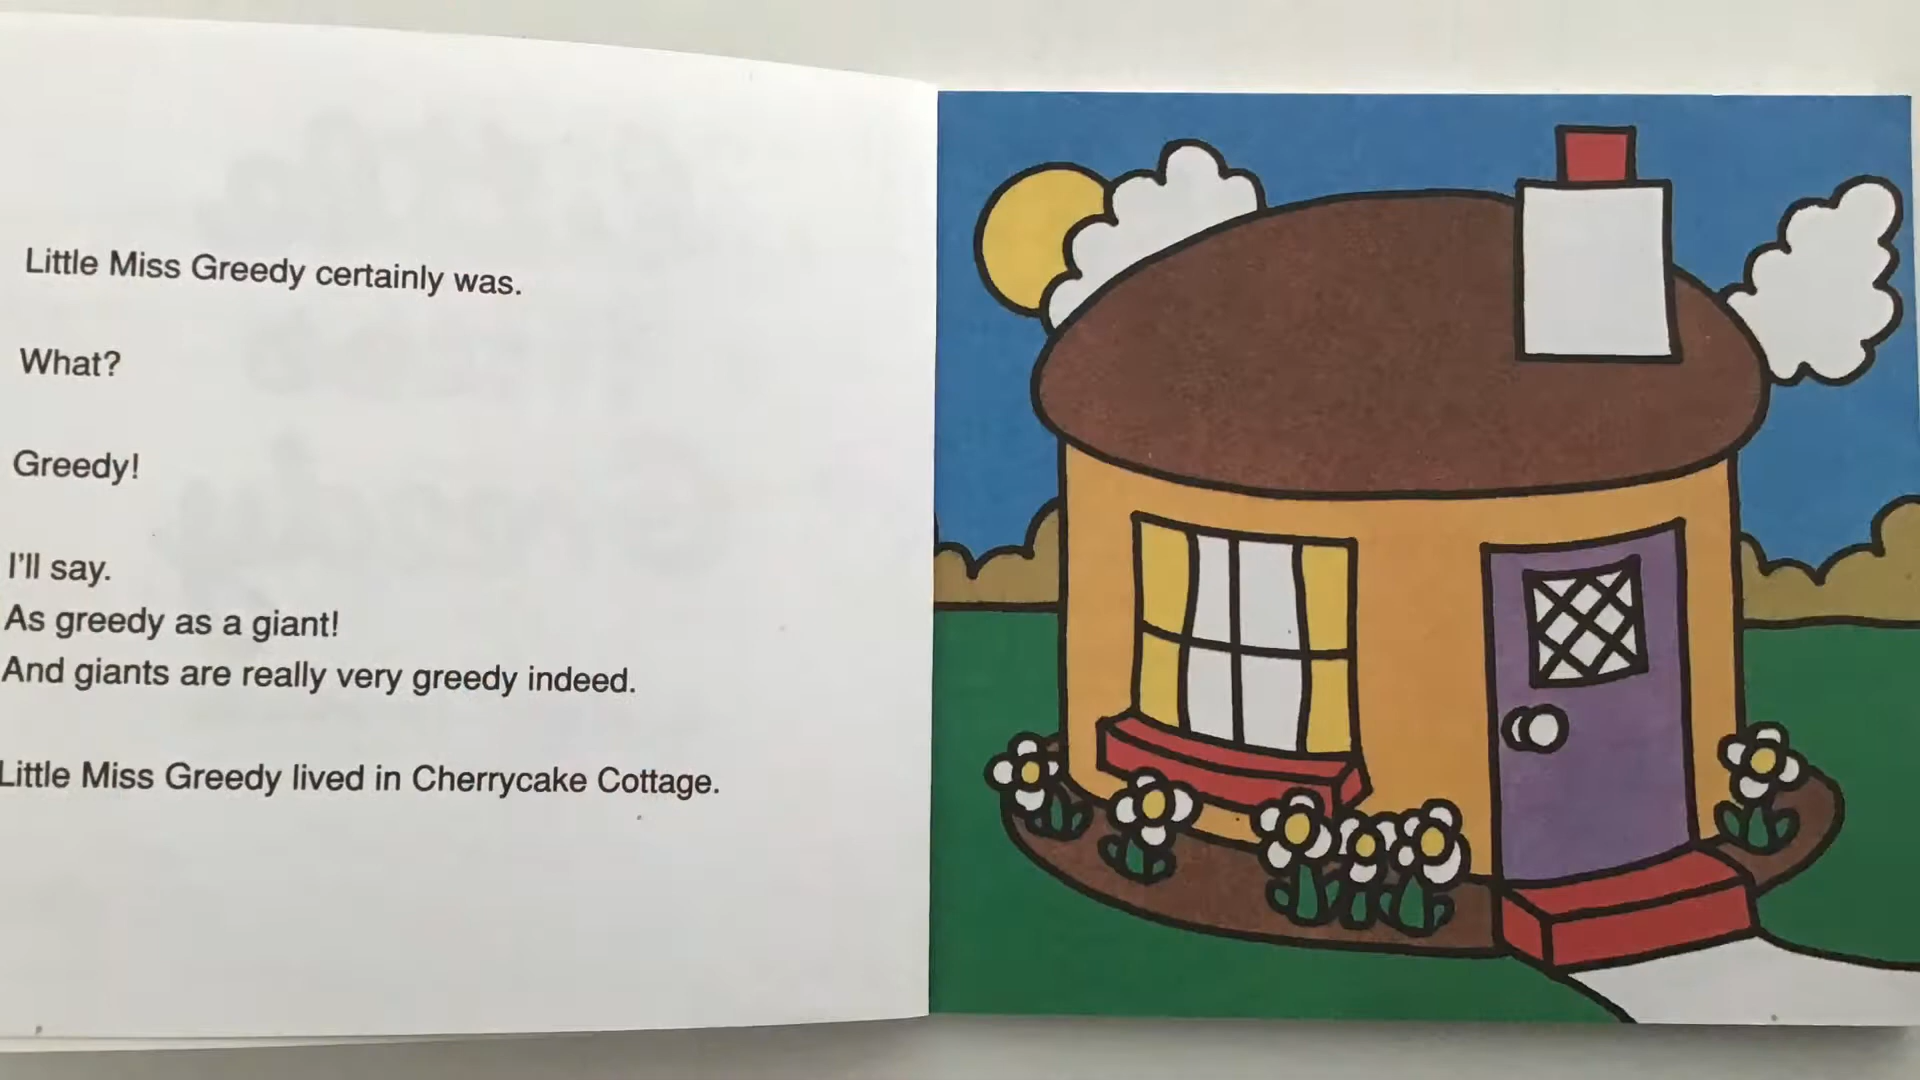 Little Miss Greedy certainly was.
What?
Greedy!
I'll say.
As greedy as a giant!
And giants are really very greedy indeed.
Little Miss Greedy lived in Cherrycake Cottage.